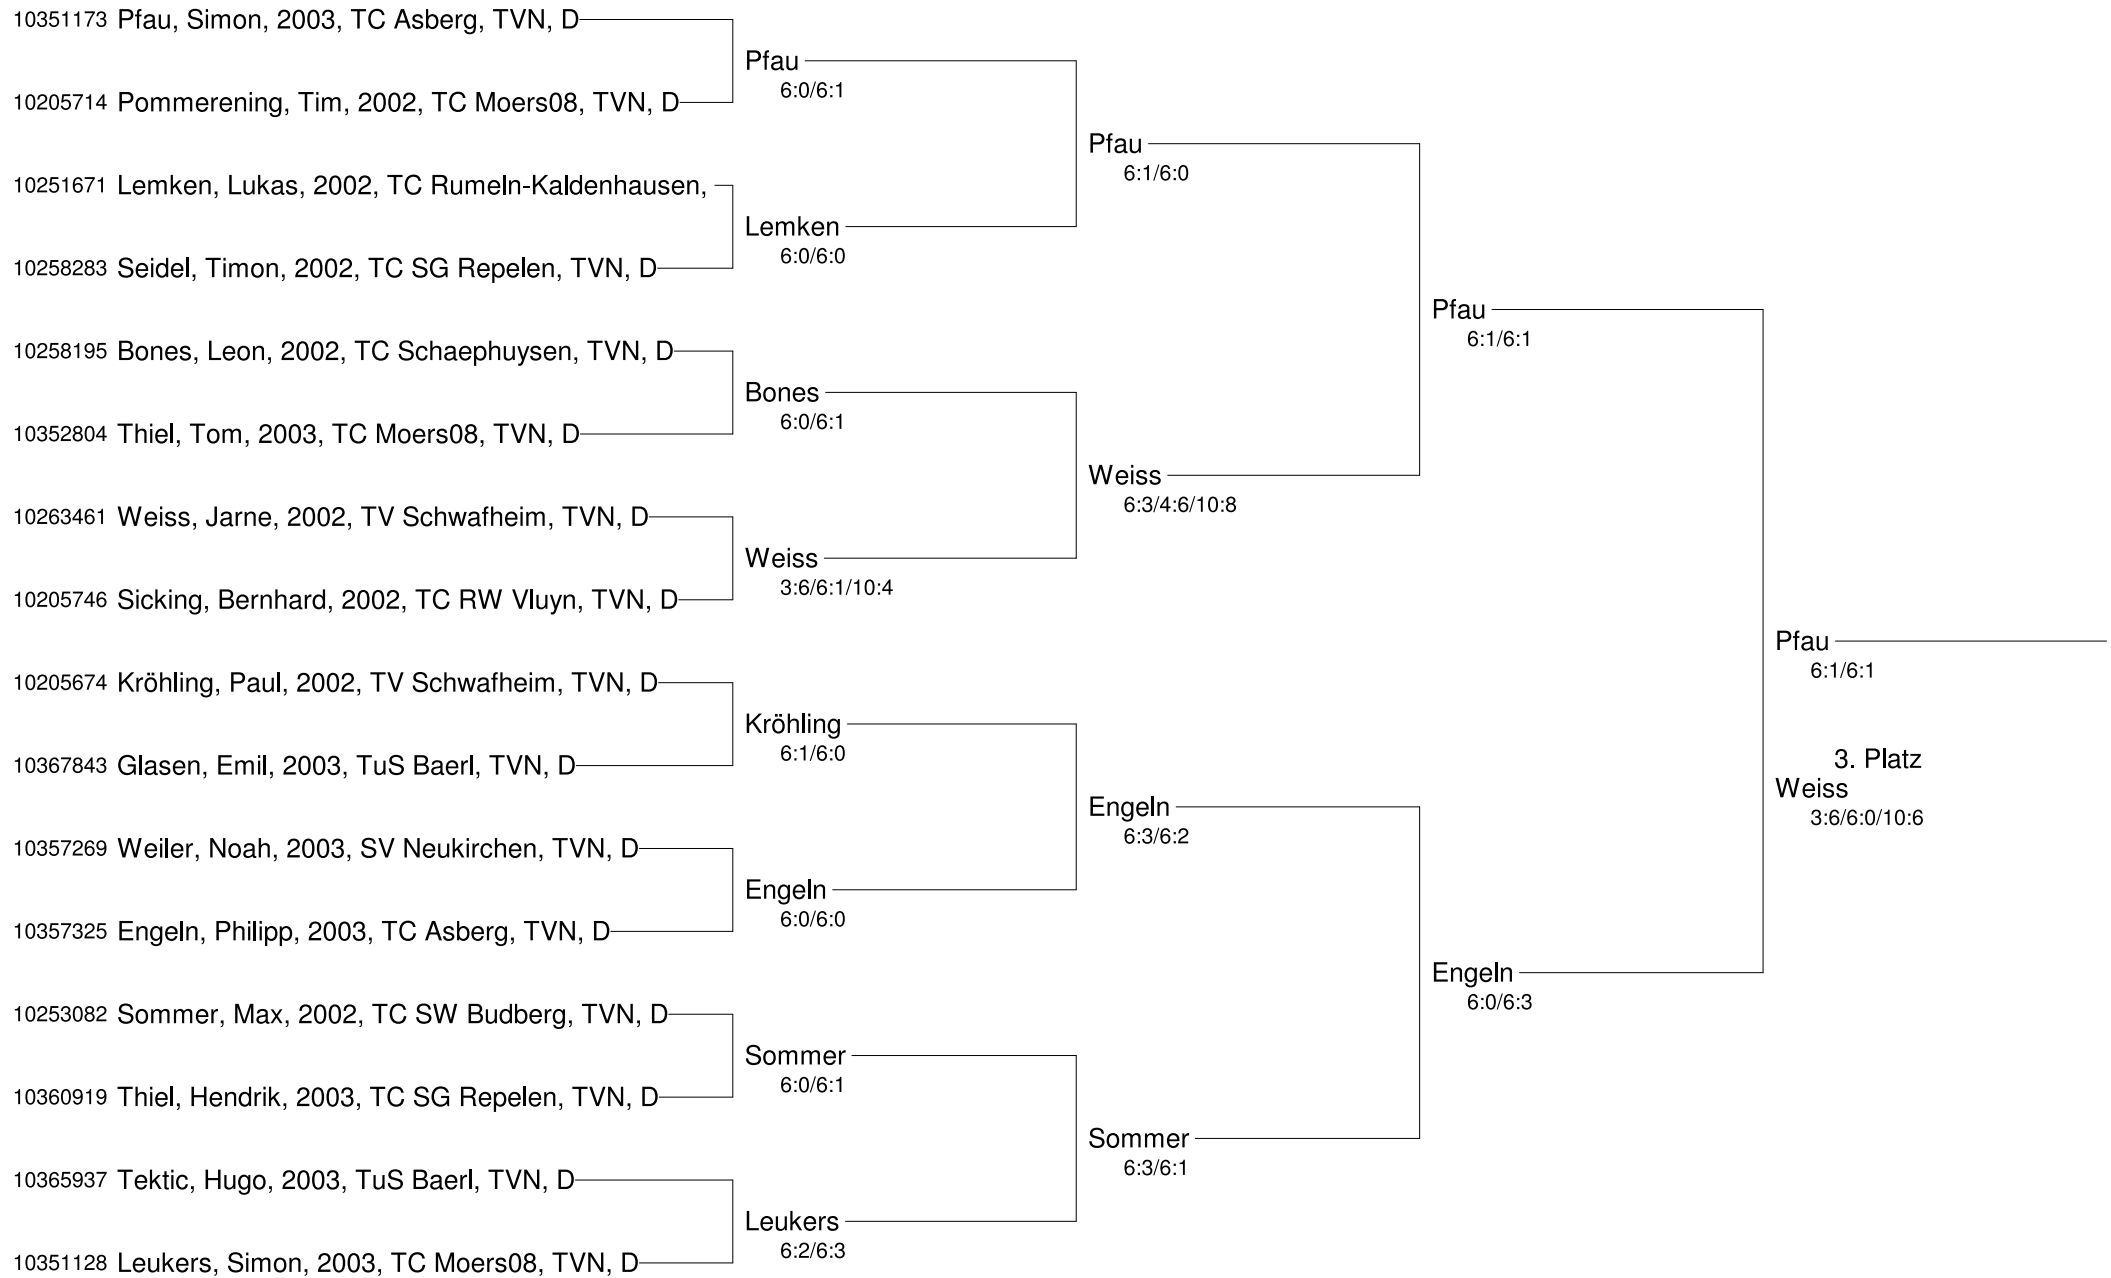 10351173 Pfau, Simon, 2003, TC Asberg, TVN, D
Pfau
6:0/6:1
10205714 Pommerening, Tim, 2002, TC Moers08, TVN, D
Pfau
6:1/6:0
10251671 Lemken, Lukas, 2002, TC Rumeln-Kaldenhausen,
Lemken
6:0/6:0
10258283 Seidel, Timon, 2002, TC SG Repelen, TVN, D
Pfau
6:1/6:1
10258195 Bones, Leon, 2002, TC Schaephuysen, TVN, D
Bones
6:0/6:1
10352804 Thiel, Tom, 2003, TC Moers08, TVN, D
Weiss
6:3/4:6/10:8
10263461 Weiss, Jarne, 2002, TV Schwafheim, TVN, D
Weiss
3:6/6:1/10:4
10205746 Sicking, Bernhard, 2002, TC RW Vluyn, TVN, D
Pfau
6:1/6:1
10205674 Kröhling, Paul, 2002, TV Schwafheim, TVN, D
Kröhling
6:1/6:0
3. Platz
10367843 Glasen, Emil, 2003, TuS Baerl, TVN, D
Weiss
3:6/6:0/10:6
Engeln
6:3/6:2
10357269 Weiler, Noah, 2003, SV Neukirchen, TVN, D
Engeln
6:0/6:0
10357325 Engeln, Philipp, 2003, TC Asberg, TVN, D
Engeln
6:0/6:3
10253082 Sommer, Max, 2002, TC SW Budberg, TVN, D
Sommer
6:0/6:1
10360919 Thiel, Hendrik, 2003, TC SG Repelen, TVN, D
Sommer
6:3/6:1
10365937 Tektic, Hugo, 2003, TuS Baerl, TVN, D
Leukers
6:2/6:3
10351128 Leukers, Simon, 2003, TC Moers08, TVN, D